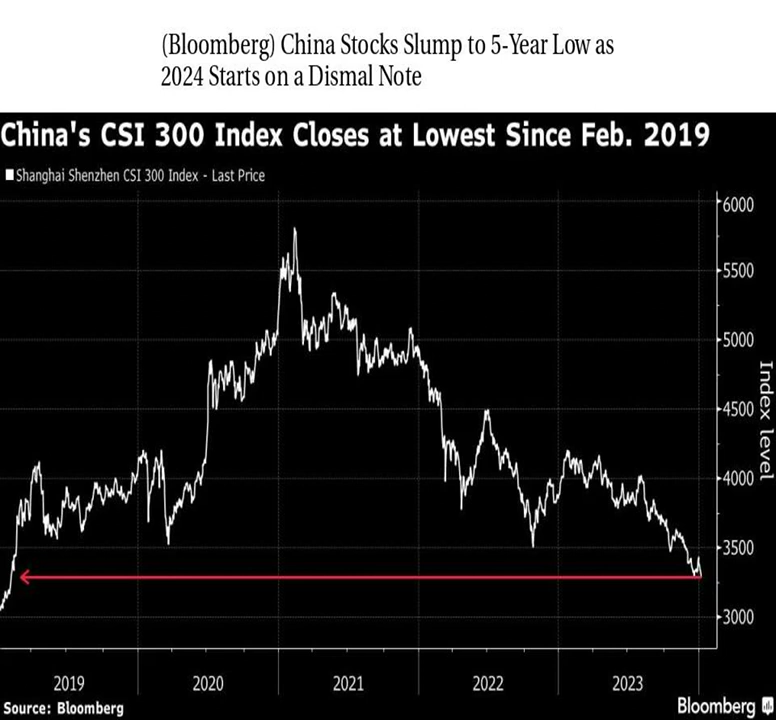 (Bloomberg) China Stocks Slump to 5-Year Low as
2024 Starts on a Dismal Note
China's CSI 300 Index Closes at Lowest Since Feb. 2019
Shanghai Shenzhen CSI 300 Index - Last Price
6000
5500
5000
4500
4000
3500
3000
Index level
2019
2020
2021
2022
2023
Source: Bloomberg
Bloomberg